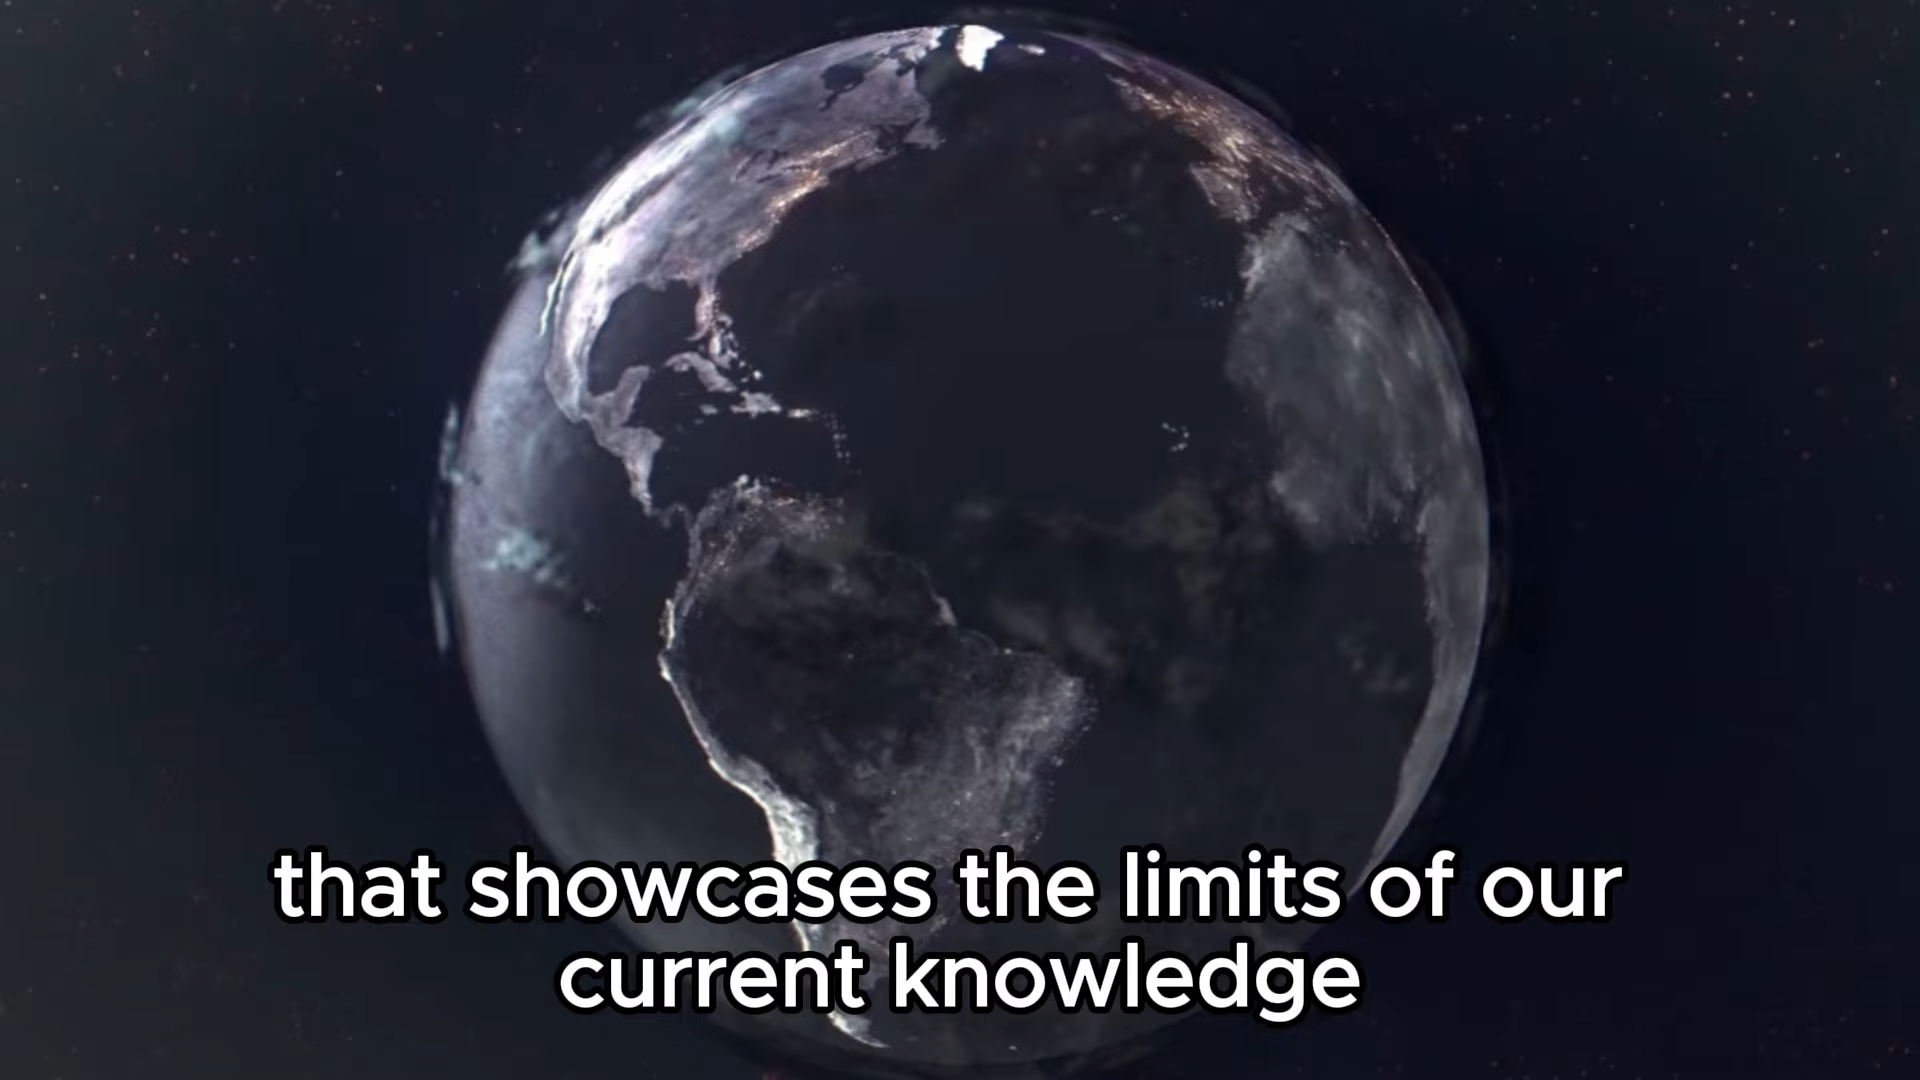 that showcases the limits of our
current knowledge